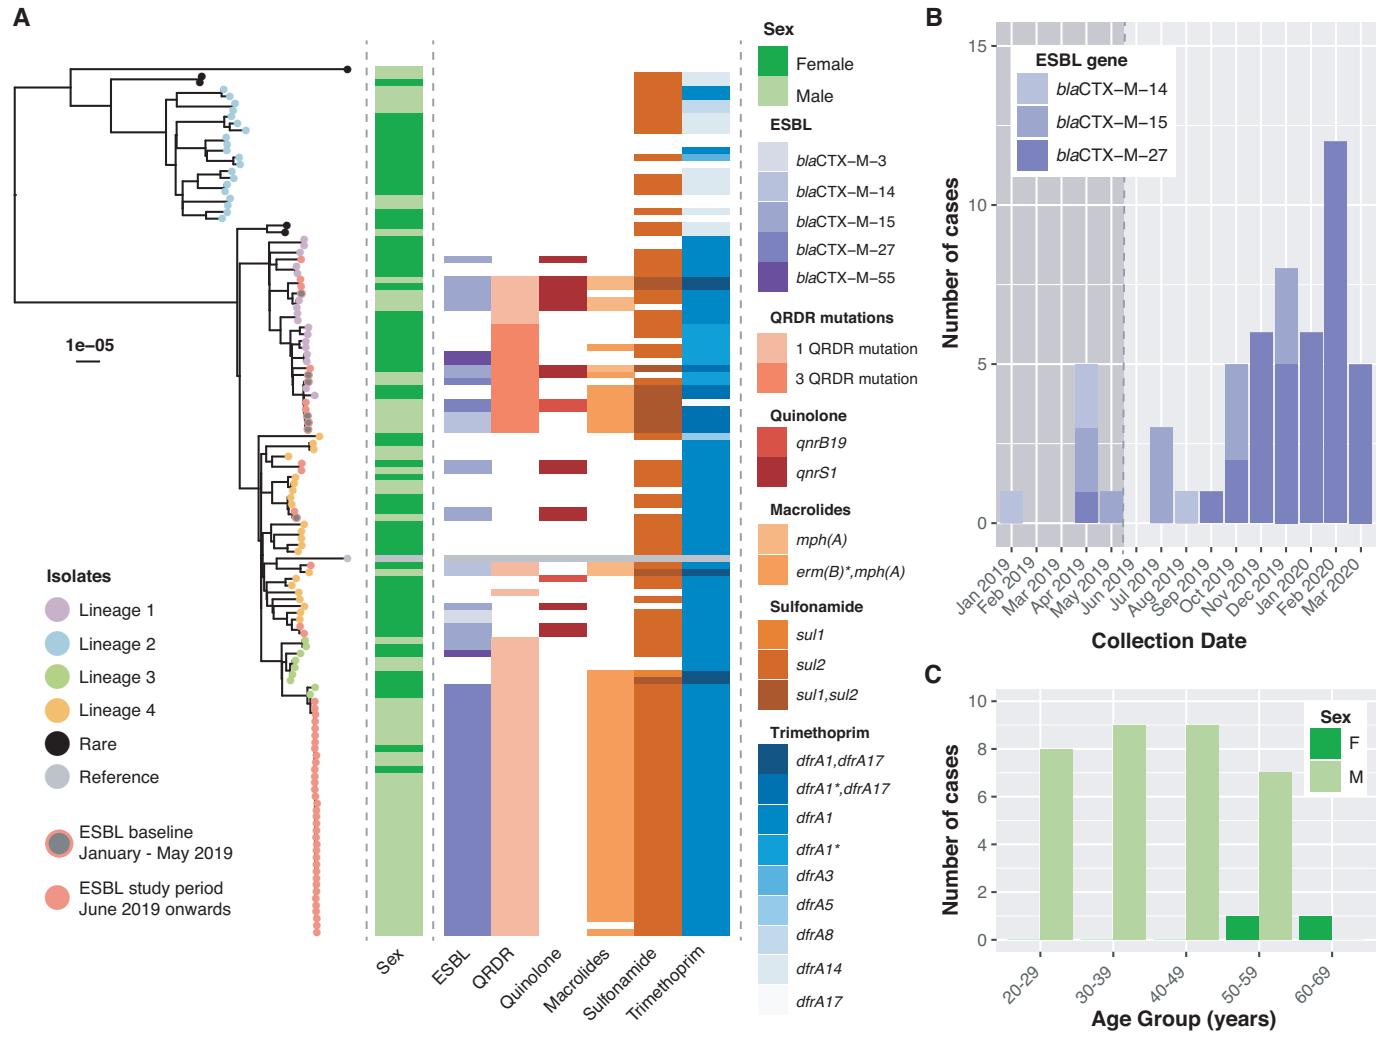 A
1e−05
Isolates
Lineage 1
Lineage 2
Lineage 3
Lineage 4
Rare
Reference
ESBL baseline
January - May 2019
ESBL study period
June 2019 onwards
Sex
ESBL
QRDR
Quinolone
Macrolides
Sulfonamide
Trimethoprim
Sex
Female
Male
ESBL
blaCTX−M−3
blaCTX−M−14
blaCTX−M−15
blaCTX−M−27
blaCTX−M−55
QRDR mutations
1 QRDR mutation
3 QRDR mutation
Quinolone
qnrB19
qnrS1
Macrolides
mph(A)
erm(B)*,mph(A)
Sulfonamide
sul1
sul2
sul1,sul2
Trimethoprim
dfrA1,dfrA17
dfrA1*,dfrA17
dfrA1
dfrA1*
dfrA3
dfrA5
dfrA8
dfrA14
dfrA17
B
15
10
5
0
Number of cases
ESBL gene
blaCTX−M−14
blaCTX−M−15
blaCTX−M−27
Jan 2019
Feb 2019
Mar 2019
Apr 2019
May 2019
Jun 2019
Jul 2019
Aug 2019
Sep 2019
Oct 2019
Nov 2019
Dec 2019
Jan 2020
Feb 2020
Mar 2020
Collection Date
C
10
8
6
4
2
0
Number of cases
Sex
F
M
20-29
30-39
40-49
50-59
60-69
Age Group (years)